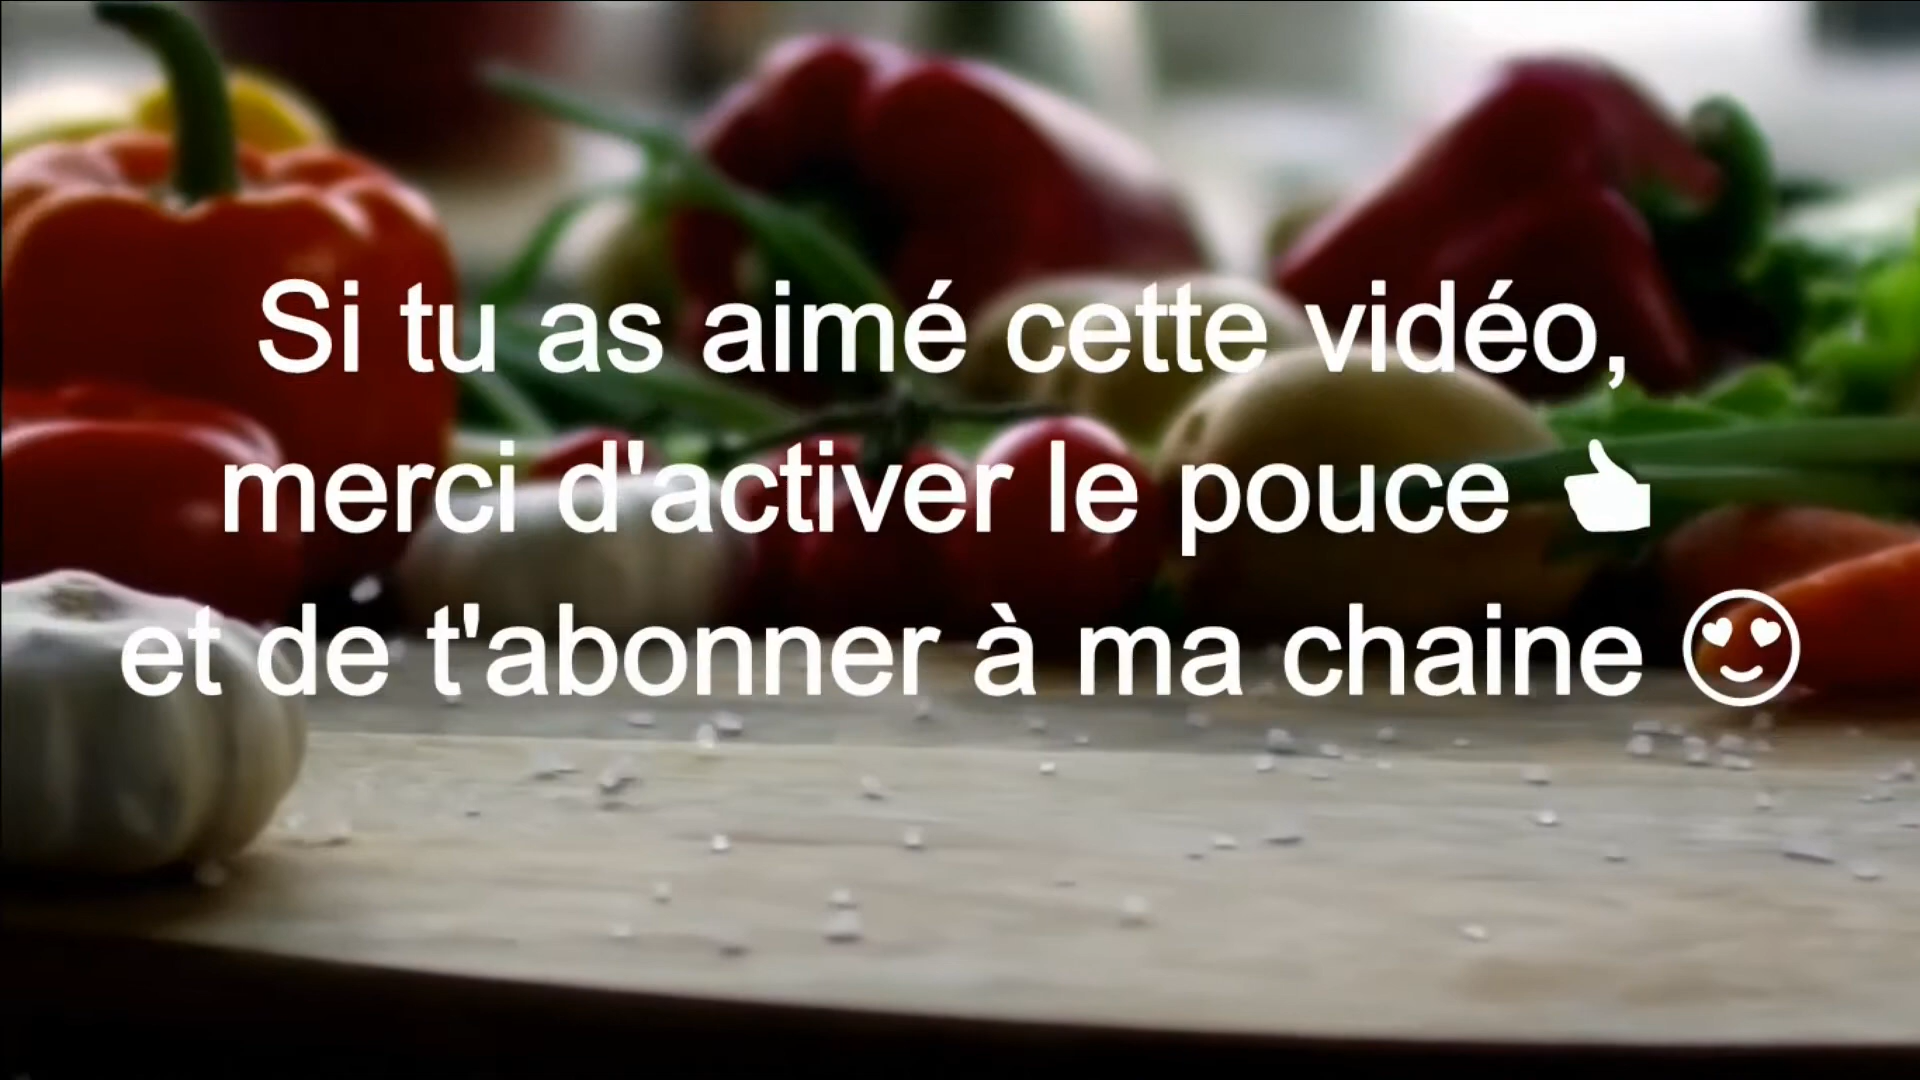 Si tu as aimé cette vidéo,
merci d'activer le pouce 👍
et de t'abonner à ma chaine 😍